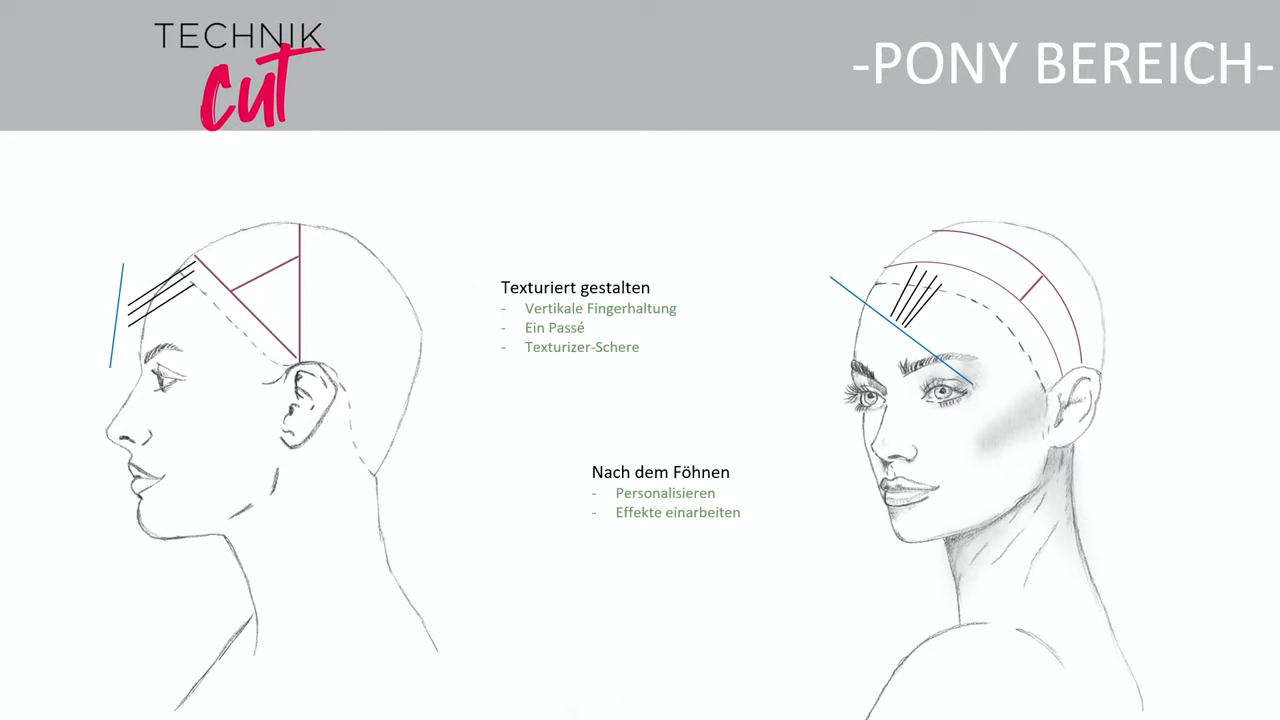 TECHNIK
cut
-PONY BEREICH-
Texturiert gestalten
- Vertikale Fingerhaltung
- Ein Passé
- Texturizer-Schere
Nach dem Föhnen
- Personalisieren
- Effekte einarbeiten